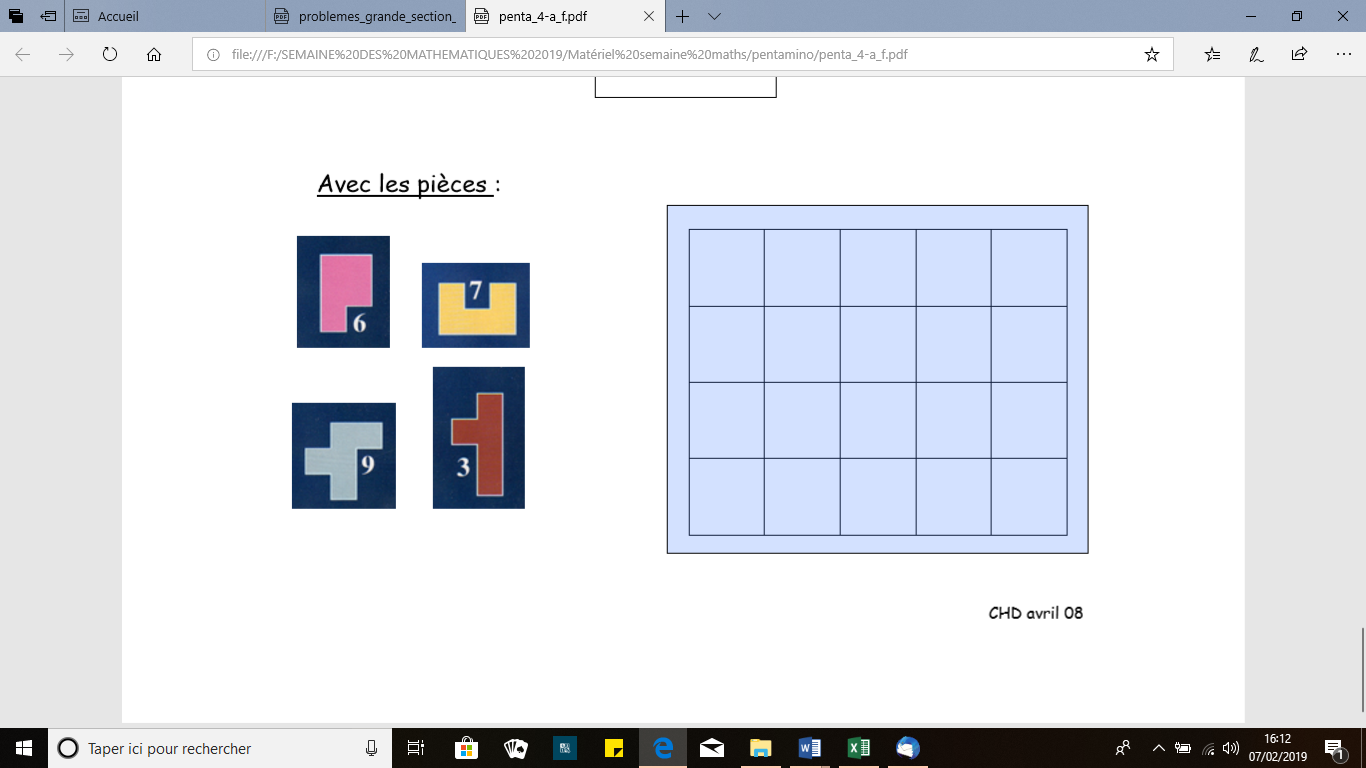 Accueil
problemes_grande_section_
penta_4-a_f.pdf
file:///F:/SEMAINE%20DES%20MATHEMATIQUES%202019/Matériel%20semaine%20maths/pentamino/penta_4-a_f.pdf
Avec les pièces :
6
7
9
3
CHD avril 08
Taper ici pour rechercher
16:12
07/02/2019
1